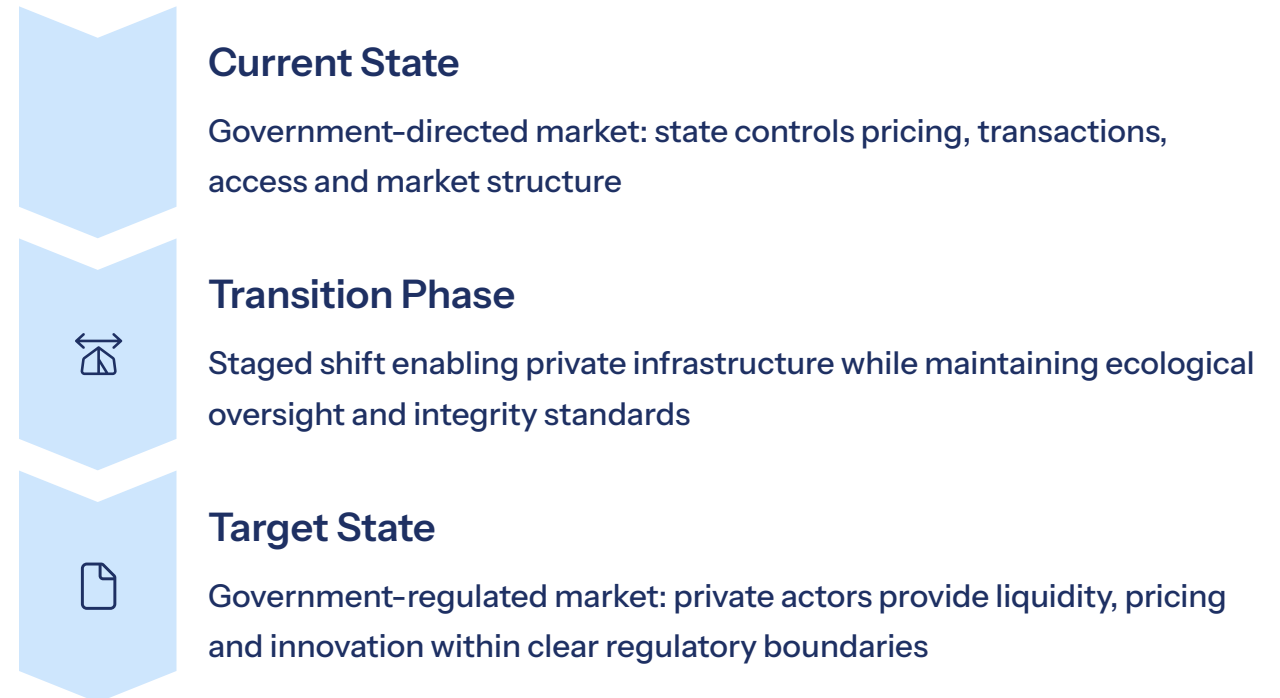 Current State
Government-directed market: state controls pricing, transactions,
access and market structure
Transition Phase
Staged shift enabling private infrastructure while maintaining ecological
oversight and integrity standards
Target State
Government-regulated market: private actors provide liquidity, pricing
and innovation within clear regulatory boundaries